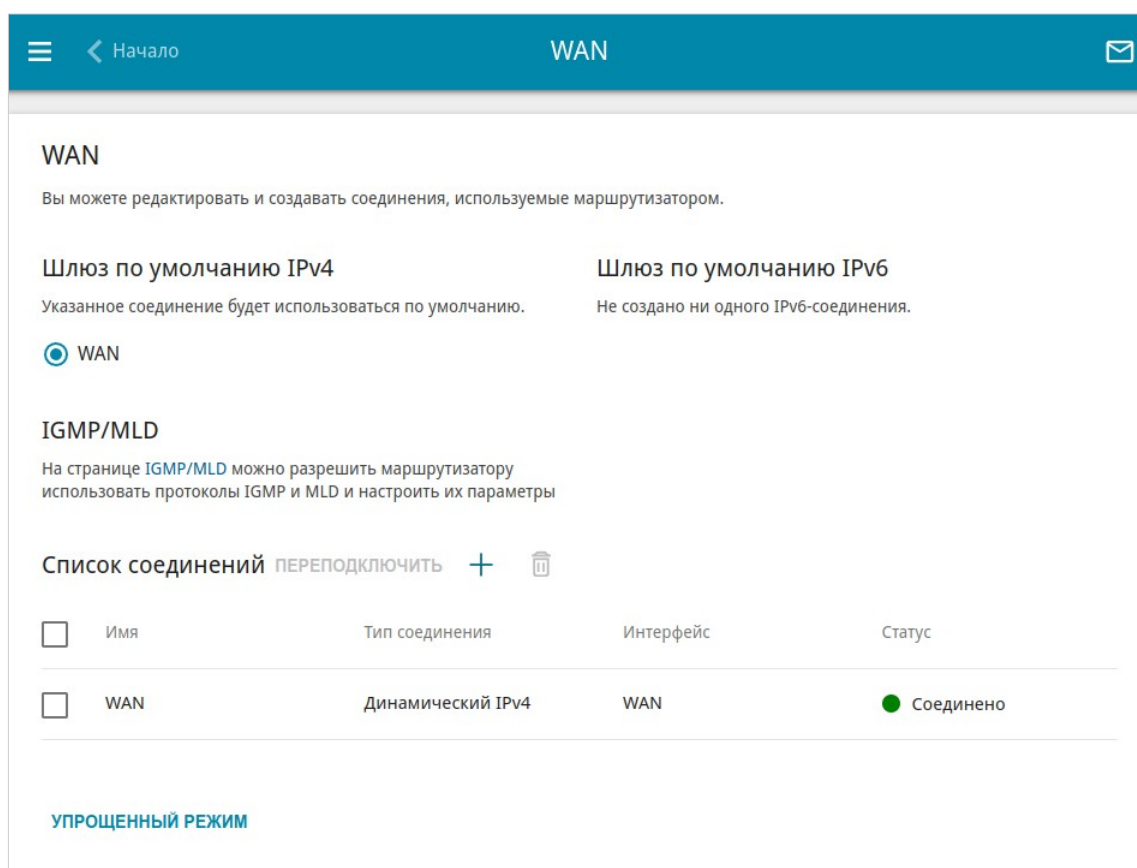 Начало
WAN
WAN
Вы можете редактировать и создавать соединения, используемые маршрутизатором.
Шлюз по умолчанию IPv4
Указанное соединение будет использоваться по умолчанию.
WAN
Шлюз по умолчанию IPv6
Не создано ни одного IPv6-соединения.
IGMP/MLD
На странице IGMP/MLD можно разрешить маршрутизатору
использовать протоколы IGMP и MLD и настроить их параметры
Список соединений ПЕРЕПОДКЛЮЧИТЬ
Имя Тип соединения Интерфейс Статус
WAN Динамический IPv4 WAN Соединено
УПРОЩЕННЫЙ РЕЖИМ